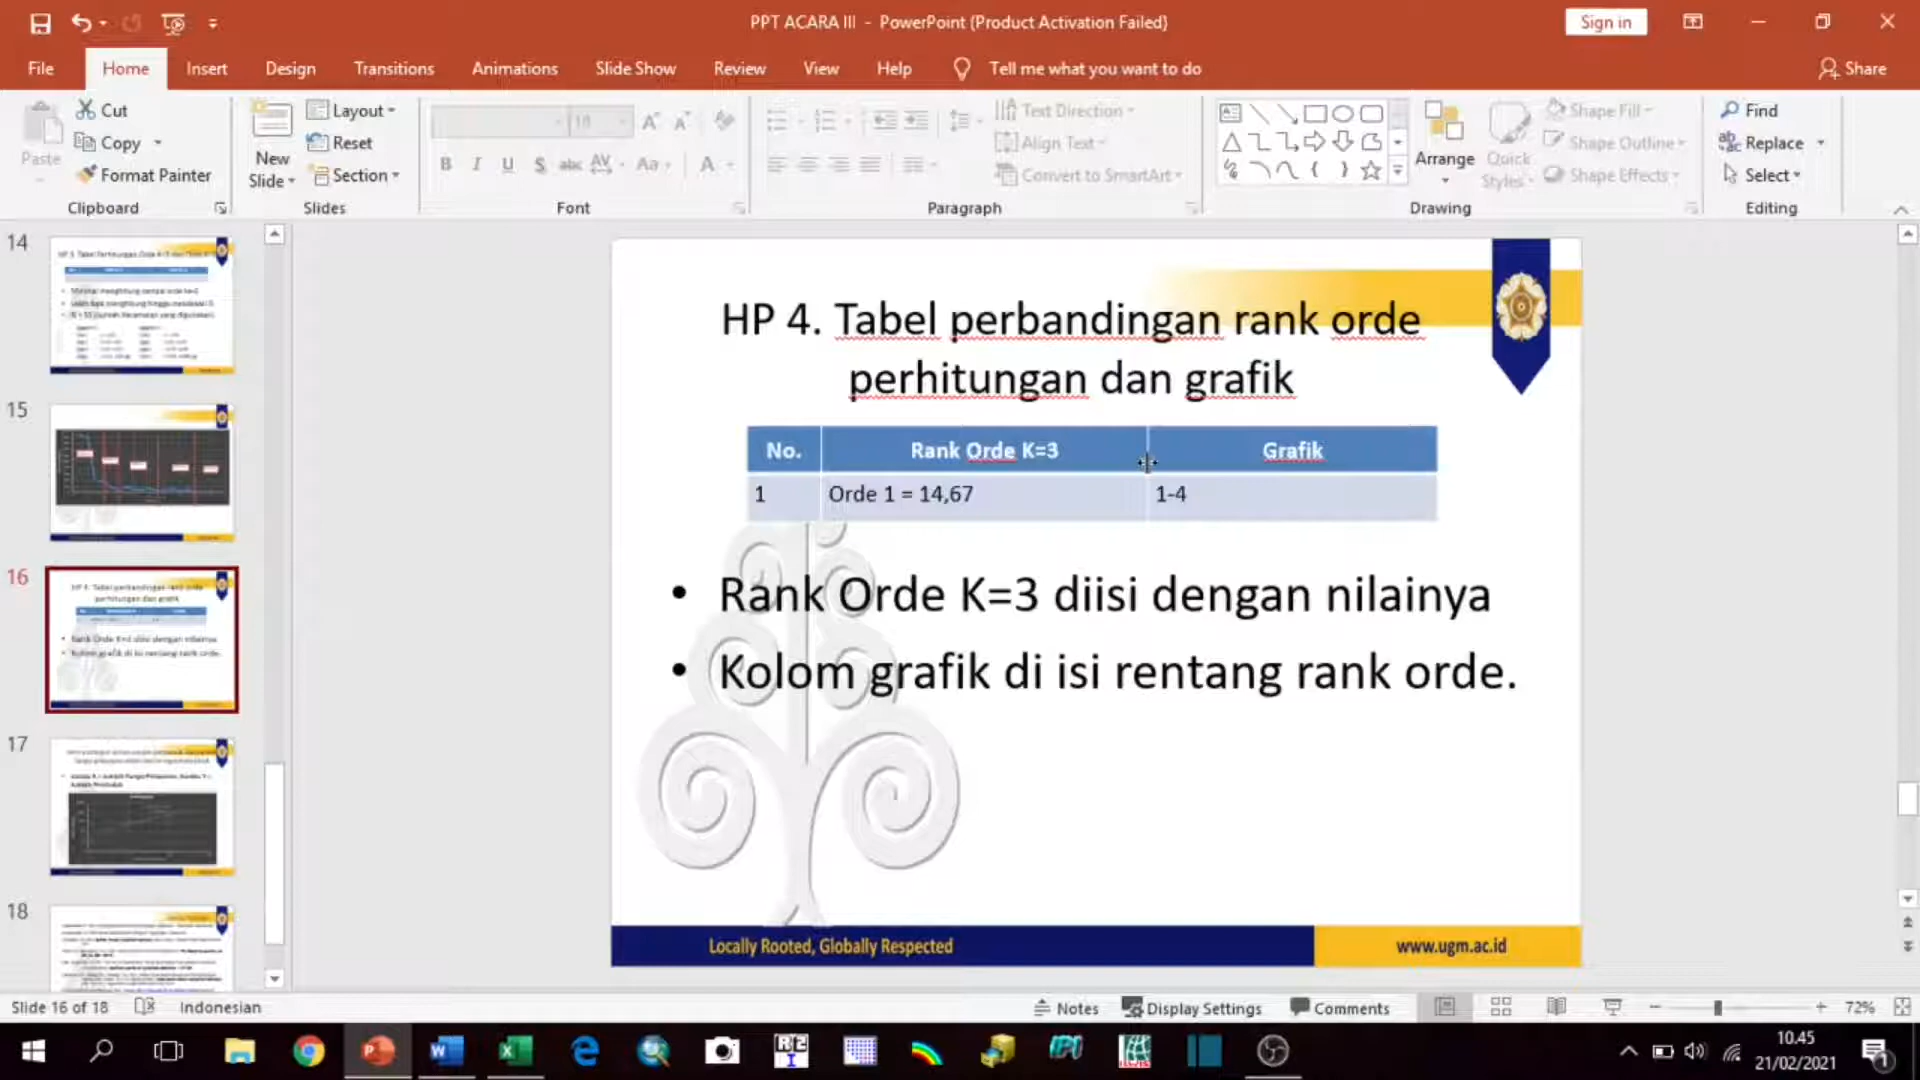 PPT ACARA III - PowerPoint (Product Activation Failed)
Sign in
File Home Insert Design Transitions Animations Slide Show Review View Help Tell me what you want to do Share
Cut
Copy
Format Painter
Paste
Clipboard
New Slide
Layout
Reset
Section
Slides
18
B I U S abc AV Aa A
Font
Text Direction
Align Text
Convert to SmartArt
Paragraph
Arrange
Quick Styles
Shape Fill
Shape Outline
Shape Effects
Drawing
Find
Replace
Select
Editing
14
15
16
17
18
HP 4. Tabel perbandingan rank orde
perhitungan dan grafik
No. Rank Orde K=3 Grafik
1 Orde 1 = 14,67 1-4
• Rank Orde K=3 diisi dengan nilainya
• Kolom grafik di isi rentang rank orde.
Locally Rooted, Globally Respected
www.ugm.ac.id
Slide 16 of 18 Indonesian Notes Display Settings Comments 72%
10.45
21/02/2021